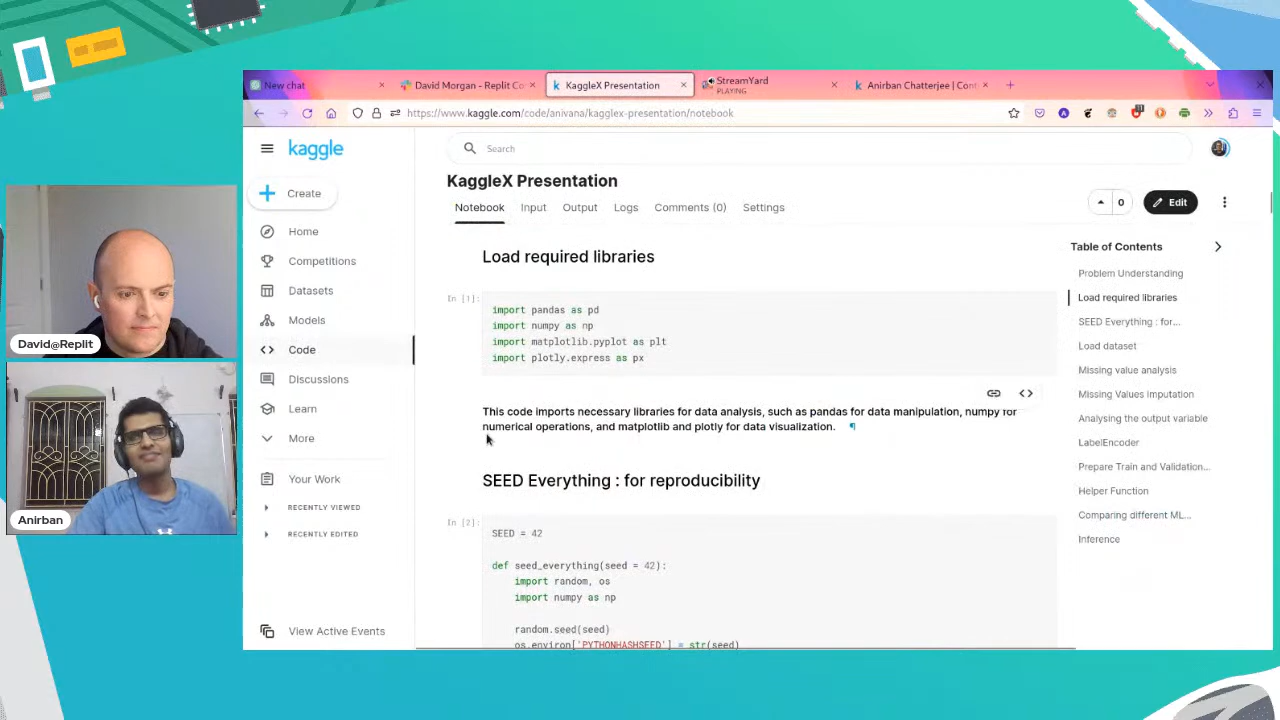 New chat
David Morgan - Replit Co
KaggleX Presentation
StreamYard
PLAYING
Anirban Chatterjee | Cont
https://www.kaggle.com/code/anivana/kagglex-presentation/notebook
kaggle
Search
Create
Home
Competitions
Datasets
Models
Code
Discussions
Learn
More
Your Work
RECENTLY VIEWED
RECENTLY EDITED
View Active Events
KaggleX Presentation
Notebook Input Output Logs Comments (0) Settings
0
Edit
Load required libraries
In [1]:
import pandas as pd
import numpy as np
import matplotlib.pyplot as plt
import plotly.express as px
This code imports necessary libraries for data analysis, such as pandas for data manipulation, numpy for
numerical operations, and matplotlib and plotly for data visualization. ¶
SEED Everything : for reproducibility
In [2]:
SEED = 42
def seed_everything(seed = 42):
import random, os
import numpy as np
random.seed(seed)
os.environ['PYTHONHASHSEED'] = str(seed)
Table of Contents
Problem Understanding
Load required libraries
SEED Everything : for...
Load dataset
Missing value analysis
Missing Values Imputation
Analysing the output variable
LabelEncoder
Prepare Train and Validation...
Helper Function
Comparing different ML...
Inference
David@Replit
Anirban